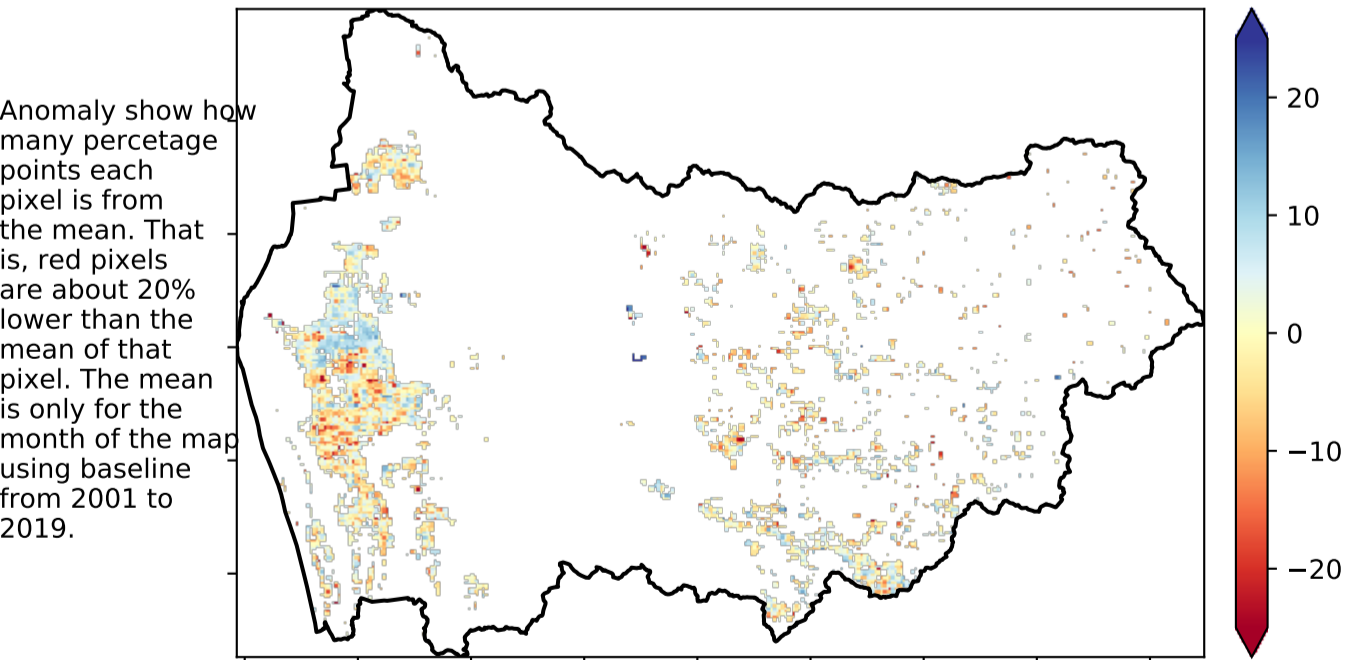 Anomaly show how
many percetage
points each
pixel is from
the mean. That
is, red pixels
are about 20%
lower than the
mean of that
pixel. The mean
is only for the
month of the map
using baseline
from 2001 to
2019.
20
10
0
−10
−20